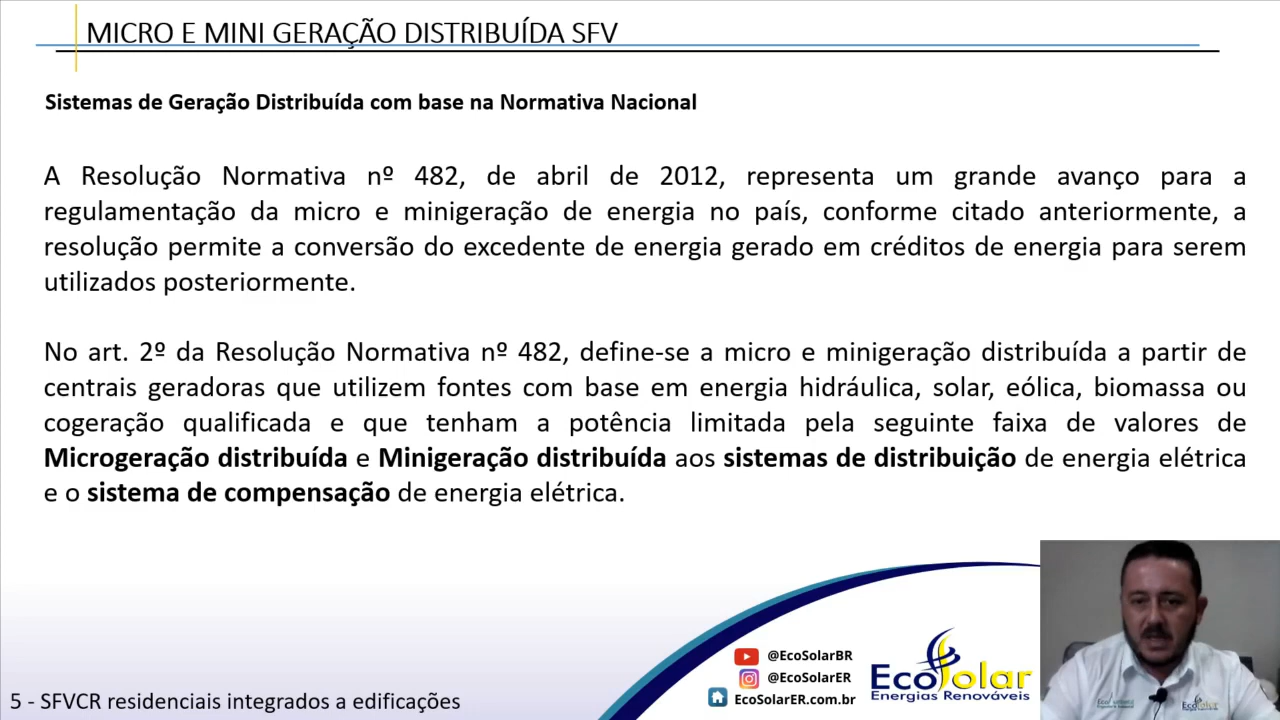 MICRO E MINI GERAÇÃO DISTRIBUÍDA SFV
Sistemas de Geração Distribuída com base na Normativa Nacional
A Resolução Normativa nº 482, de abril de 2012, representa um grande avanço para a
regulamentação da micro e minigeração de energia no país, conforme citado anteriormente, a
resolução permite a conversão do excedente de energia gerado em créditos de energia para serem
utilizados posteriormente.
No art. 2º da Resolução Normativa nº 482, define-se a micro e minigeração distribuída a partir de
centrais geradoras que utilizem fontes com base em energia hidráulica, solar, eólica, biomassa ou
cogeração qualificada e que tenham a potência limitada pela seguinte faixa de valores de
Microgeração distribuída e Minigeração distribuída aos sistemas de distribuição de energia elétrica
e o sistema de compensação de energia elétrica.
@EcoSolarBR
@EcoSolarER
EcoSolarER.com.br
EcoSolar
Energias Renováveis
5 - SFVCR residenciais integrados a edificações